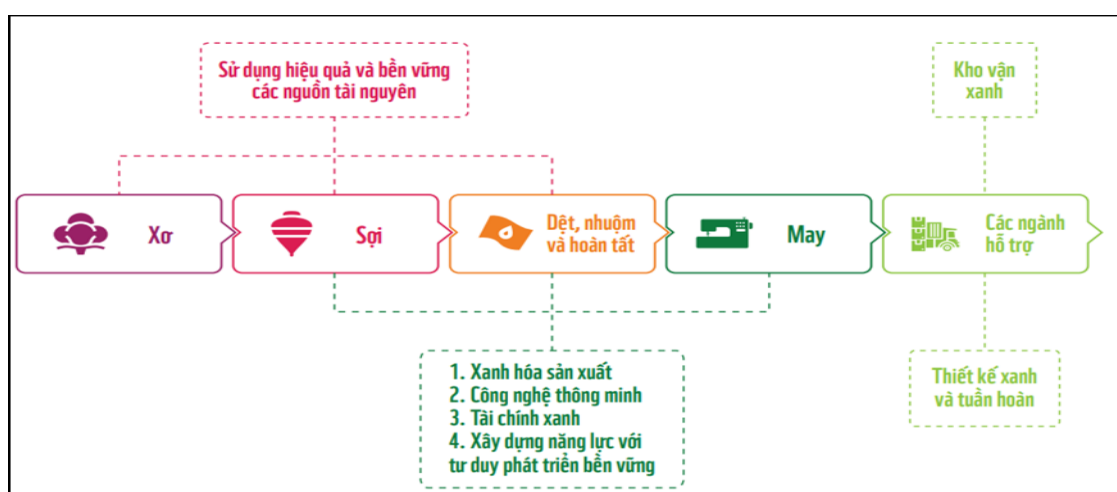 Sử dụng hiệu quả và bền vững
các nguồn tài nguyên
Kho vận
xanh
Xơ
Sợi
Dệt, nhuộm
và hoàn tất
May
Các ngành
hỗ trợ
1. Xanh hóa sản xuất
2. Công nghệ thông minh
3. Tài chính xanh
4. Xây dựng năng lực với
tư duy phát triển bền vững
Thiết kế xanh
và tuần hoàn